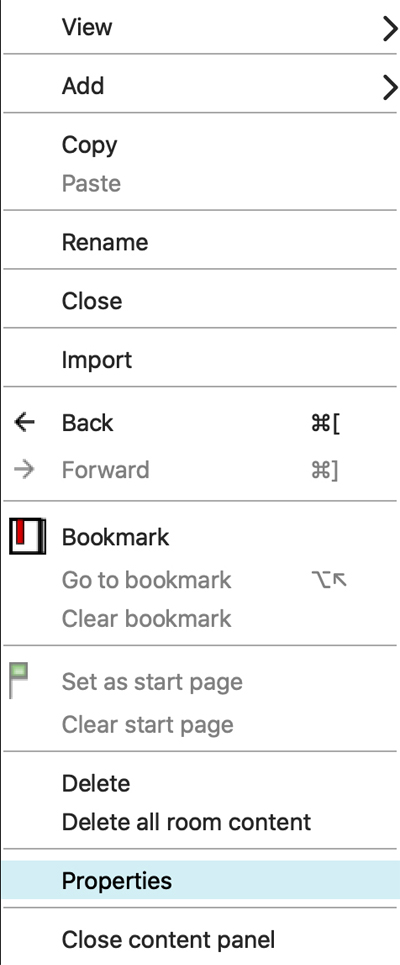 View
Add
Copy
Paste
Rename
Close
Import
Back ⌘[
Forward ⌘]
Bookmark
Go to bookmark ⌥↖
Clear bookmark
Set as start page
Clear start page
Delete
Delete all room content
Properties
Close content panel